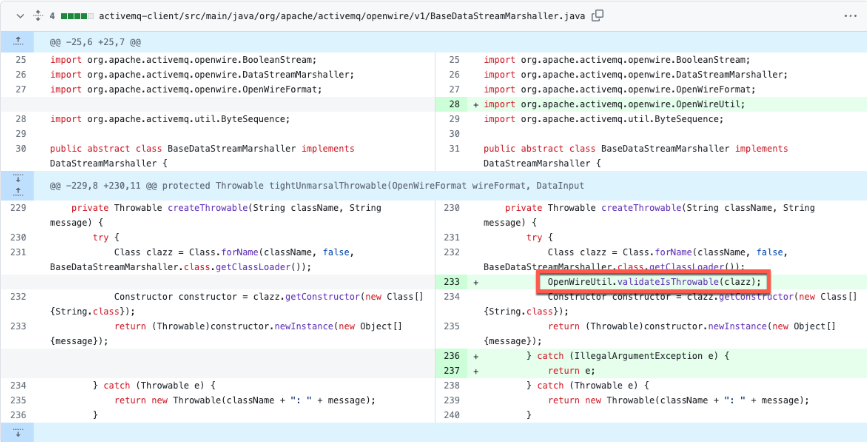 4 activemq-client/src/main/java/org/apache/activemq/openwire/v1/BaseDataStreamMarshaller.java
@@ -25,6 +25,7 @@
25 import org.apache.activemq.openwire.BooleanStream;
26 import org.apache.activemq.openwire.DataStreamMarshaller;
27 import org.apache.activemq.openwire.OpenWireFormat;
28 import org.apache.activemq.util.ByteSequence;
29
30 public abstract class BaseDataStreamMarshaller implements
DataStreamMarshaller {
25 import org.apache.activemq.openwire.BooleanStream;
26 import org.apache.activemq.openwire.DataStreamMarshaller;
27 import org.apache.activemq.openwire.OpenWireFormat;
28 + import org.apache.activemq.openwire.OpenWireUtil;
29 import org.apache.activemq.util.ByteSequence;
30
31 public abstract class BaseDataStreamMarshaller implements
DataStreamMarshaller {
@@ -229,8 +230,11 @@ protected Throwable tightUnmarsalThrowable(OpenWireFormat wireFormat, DataInput
229 private Throwable createThrowable(String className, String
message) {
230 try {
231 Class clazz = Class.forName(className, false,
BaseDataStreamMarshaller.class.getClassLoader());
232 Constructor constructor = clazz.getConstructor(new Class[]
{String.class});
233 return (Throwable)constructor.newInstance(new Object[]
{message});
234 } catch (Throwable e) {
235 return new Throwable(className + ": " + message);
236 }
230 private Throwable createThrowable(String className, String
message) {
231 try {
232 Class clazz = Class.forName(className, false,
BaseDataStreamMarshaller.class.getClassLoader());
233 + OpenWireUtil.validateIsThrowable(clazz);
234 Constructor constructor = clazz.getConstructor(new Class[]
{String.class});
235 return (Throwable)constructor.newInstance(new Object[]
{message});
236 + } catch (IllegalArgumentException e) {
237 + return e;
238 } catch (Throwable e) {
239 return new Throwable(className + ": " + message);
240 }